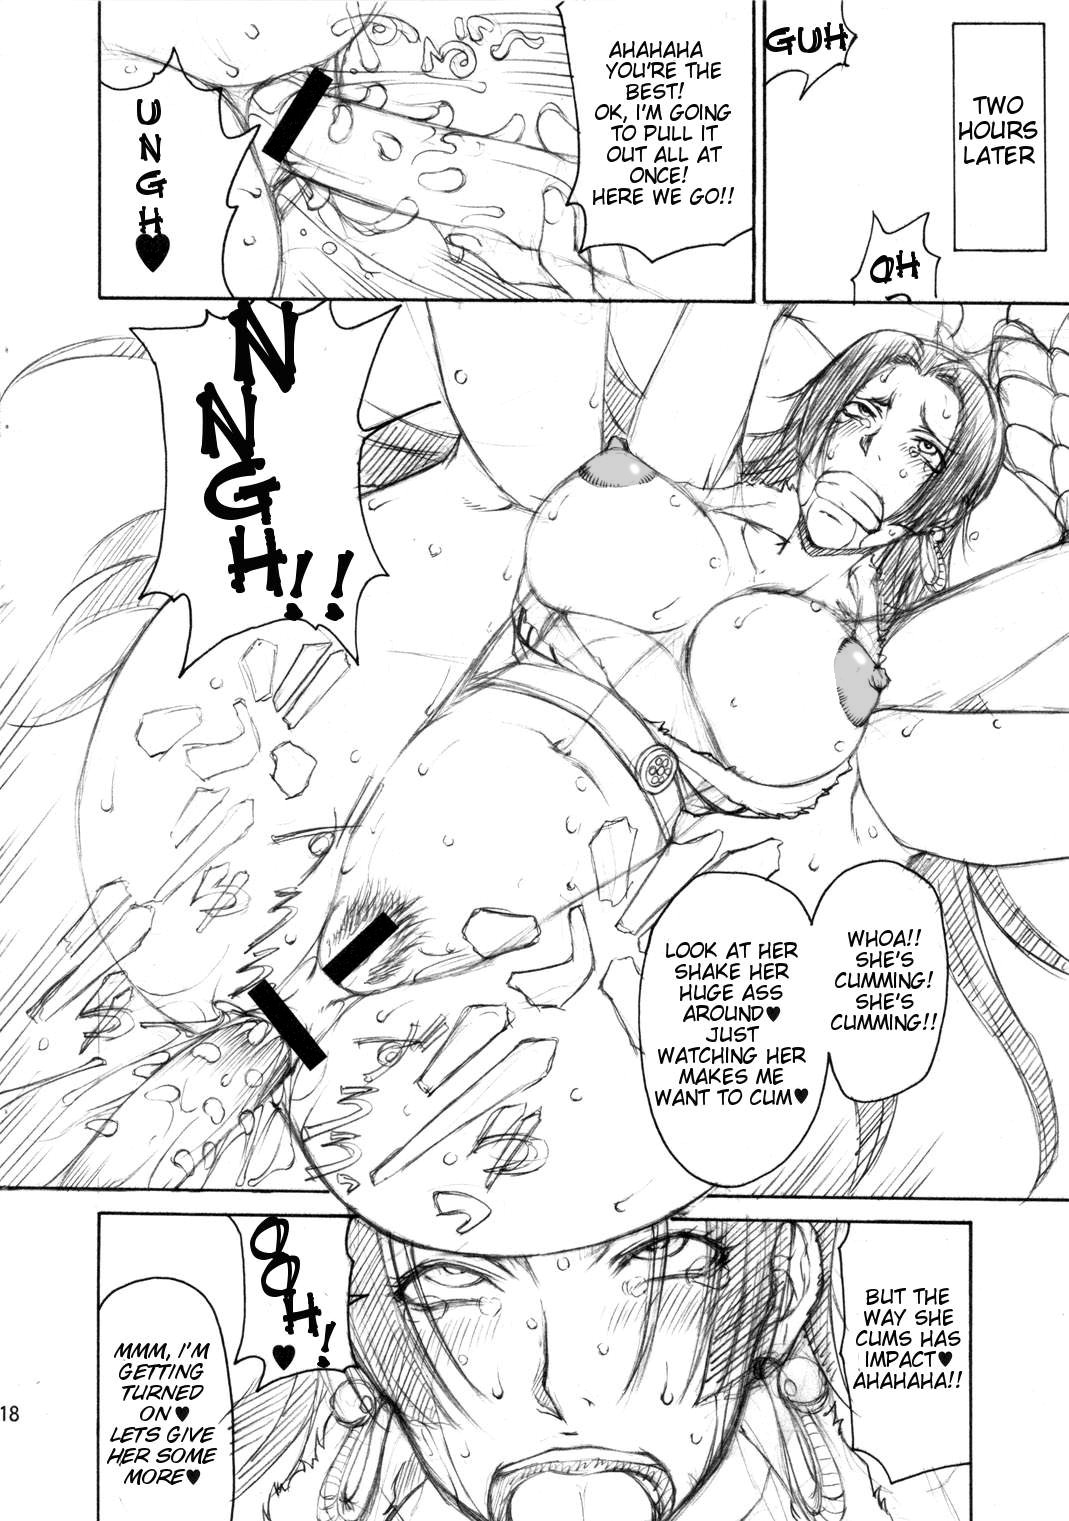 TWO
HOURS
LATER
GUH
OH
AHAHAHA
YOU'RE THE
BEST!
OK, I'M GOING
TO PULL IT
OUT ALL AT
ONCE!
HERE WE GO!!
UNGH♥
NNGH!!
WHOA!!
SHE'S
CUMMING!
SHE'S
CUMMING!!
LOOK AT HER
SHAKE HER
HUGE ASS
AROUND♥
JUST
WATCHING HER
MAKES ME
WANT TO CUM♥
BUT THE
WAY SHE
CUMS HAS
IMPACT♥
AHAHAHA!!
OOH!♥
MMM, I'M
GETTING
TURNED
ON♥
LETS GIVE
HER SOME
MORE♥
18